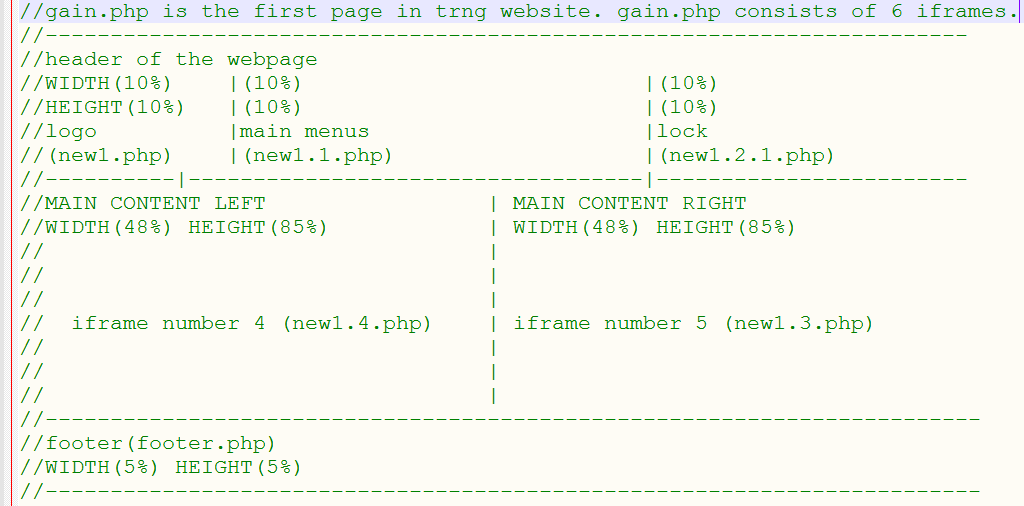 //gain.php is the first page in trng website. gain.php consists of 6 iframes.
//-----------------------------------------------------------------------
//header of the webpage
//WIDTH(10%)    |(10%)                          |(10%)
//HEIGHT(10%)   |(10%)                          |(10%)
//logo          |main menus                     |lock
//(new1.php)    |(new1.1.php)                   |(new1.2.1.php)
//----------|-----------------------------------|------------------------
//MAIN CONTENT LEFT                 | MAIN CONTENT RIGHT
//WIDTH(48%) HEIGHT(85%)            | WIDTH(48%) HEIGHT(85%)
//                                  |
//                                  |
//                                  |
//  iframe number 4 (new1.4.php)    | iframe number 5 (new1.3.php)
//                                  |
//                                  |
//                                  |
//------------------------------------------------------------------------
//footer(footer.php)
//WIDTH(5%) HEIGHT(5%)
//------------------------------------------------------------------------